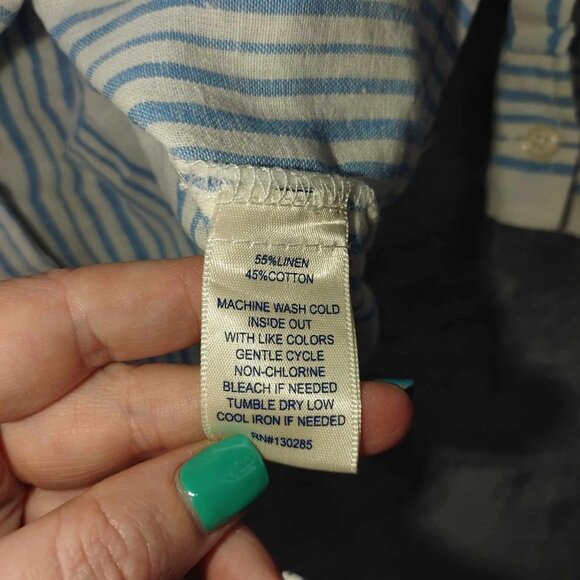 55%LINEN
45%COTTON
MACHINE WASH COLD
INSIDE OUT
WITH LIKE COLORS
GENTLE CYCLE
NON-CHLORINE
BLEACH IF NEEDED
TUMBLE DRY LOW
COOL IRON IF NEEDED
RN#130285